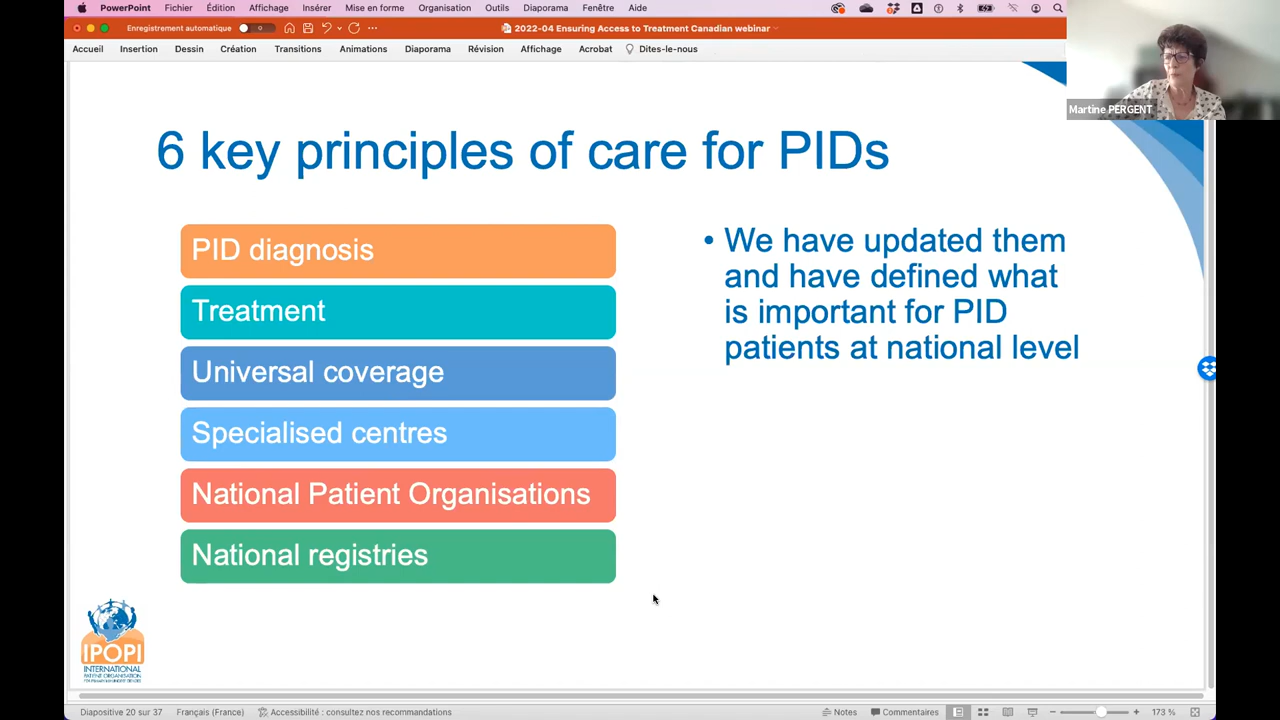 PowerPoint Fichier Édition Affichage Insérer Mise en forme Organisation Outils Diaporama Fenêtre Aide
Enregistrement automatique 2022-04 Ensuring Access to Treatment Canadian webinar
Accueil Insertion Dessin Création Transitions Animations Diaporama Révision Affichage Acrobat Dites-le-nous
Martine PERGENT
6 key principles of care for PIDs
PID diagnosis
Treatment
Universal coverage
Specialised centres
National Patient Organisations
National registries
• We have updated them
and have defined what
is important for PID
patients at national level
IPOPI
INTERNATIONAL
PATIENT ORGANISATION
Diapositive 20 sur 37 Français (France) Accessibilité : consultez nos recommandations Notes Commentaires 173 %